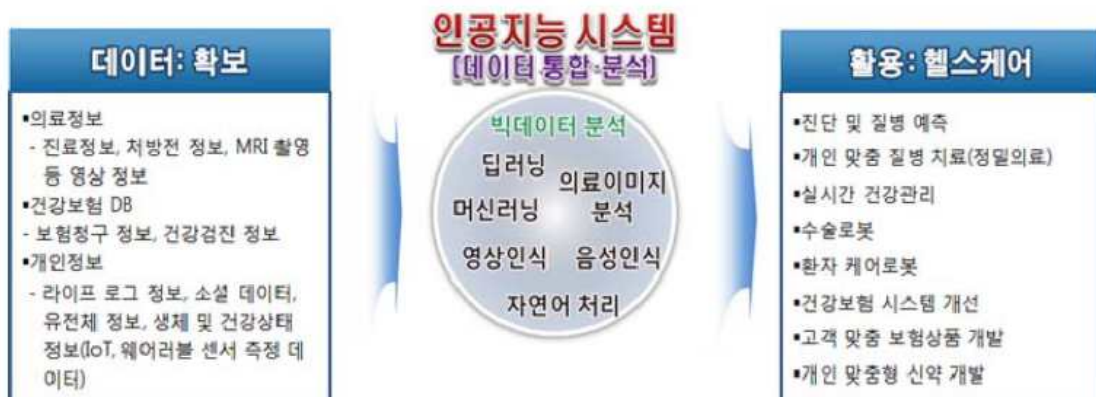 데이터: 확보
▪의료정보
- 진료정보, 처방전 정보, MRI 촬영
등 영상 정보
▪건강보험 DB
- 보험청구 정보, 건강검진 정보
▪개인정보
- 라이프 로그 정보, 소셜 데이터,
유전체 정보, 생체 및 건강상태
정보(IoT, 웨어러블 센서 측정 데
이터)
인공지능 시스템
[데이터 통합·분석]
빅데이터 분석
딥러닝
의료이미지
분석
머신러닝
영상인식 음성인식
자연어 처리
활용: 헬스케어
▪진단 및 질병 예측
▪개인 맞춤 질병 치료(정밀의료)
▪실시간 건강관리
▪수술로봇
▪환자 케어로봇
▪건강보험 시스템 개선
▪고객 맞춤 보험상품 개발
▪개인 맞춤형 신약 개발